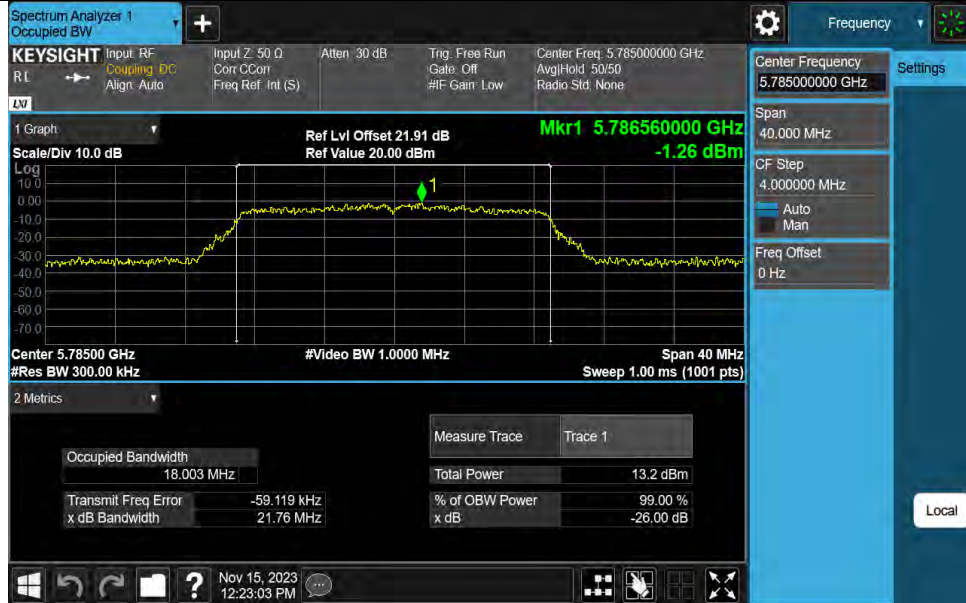 Spectrum Analyzer 1
Occupied BW
+
Frequency
KEYSIGHT
Input: RF
Input Z: 50 Ω
Atten: 30 dB
Trig: Free Run
Center Freq: 5.785000000 GHz
RL
Coupling: DC
Corr CCorr
Gate: Off
Avg|Hold: 50/50
Align: Auto
Freq Ref: Int (S)
#IF Gain: Low
Radio Std: None
LXI
Center Frequency
5.785000000 GHz
Settings
Span
40.000 MHz
CF Step
4.000000 MHz
Auto
Man
Freq Offset
0 Hz
1 Graph
Ref Lvl Offset 21.91 dB
Mkr1 5.786560000 GHz
Scale/Div 10.0 dB
Ref Value 20.00 dBm
-1.26 dBm
Log
10.0
0.00
-10.0
-20.0
-30.0
-40.0
-50.0
-60.0
-70.0
1
Center 5.78500 GHz
#Video BW 1.0000 MHz
Span 40 MHz
#Res BW 300.00 kHz
Sweep 1.00 ms (1001 pts)
2 Metrics
Measure Trace
Trace 1
Occupied Bandwidth
18.003 MHz
Total Power
13.2 dBm
Transmit Freq Error
-59.119 kHz
% of OBW Power
99.00 %
x dB Bandwidth
21.76 MHz
x dB
-26.00 dB
Local
?
Nov 15, 2023
12:23:03 PM